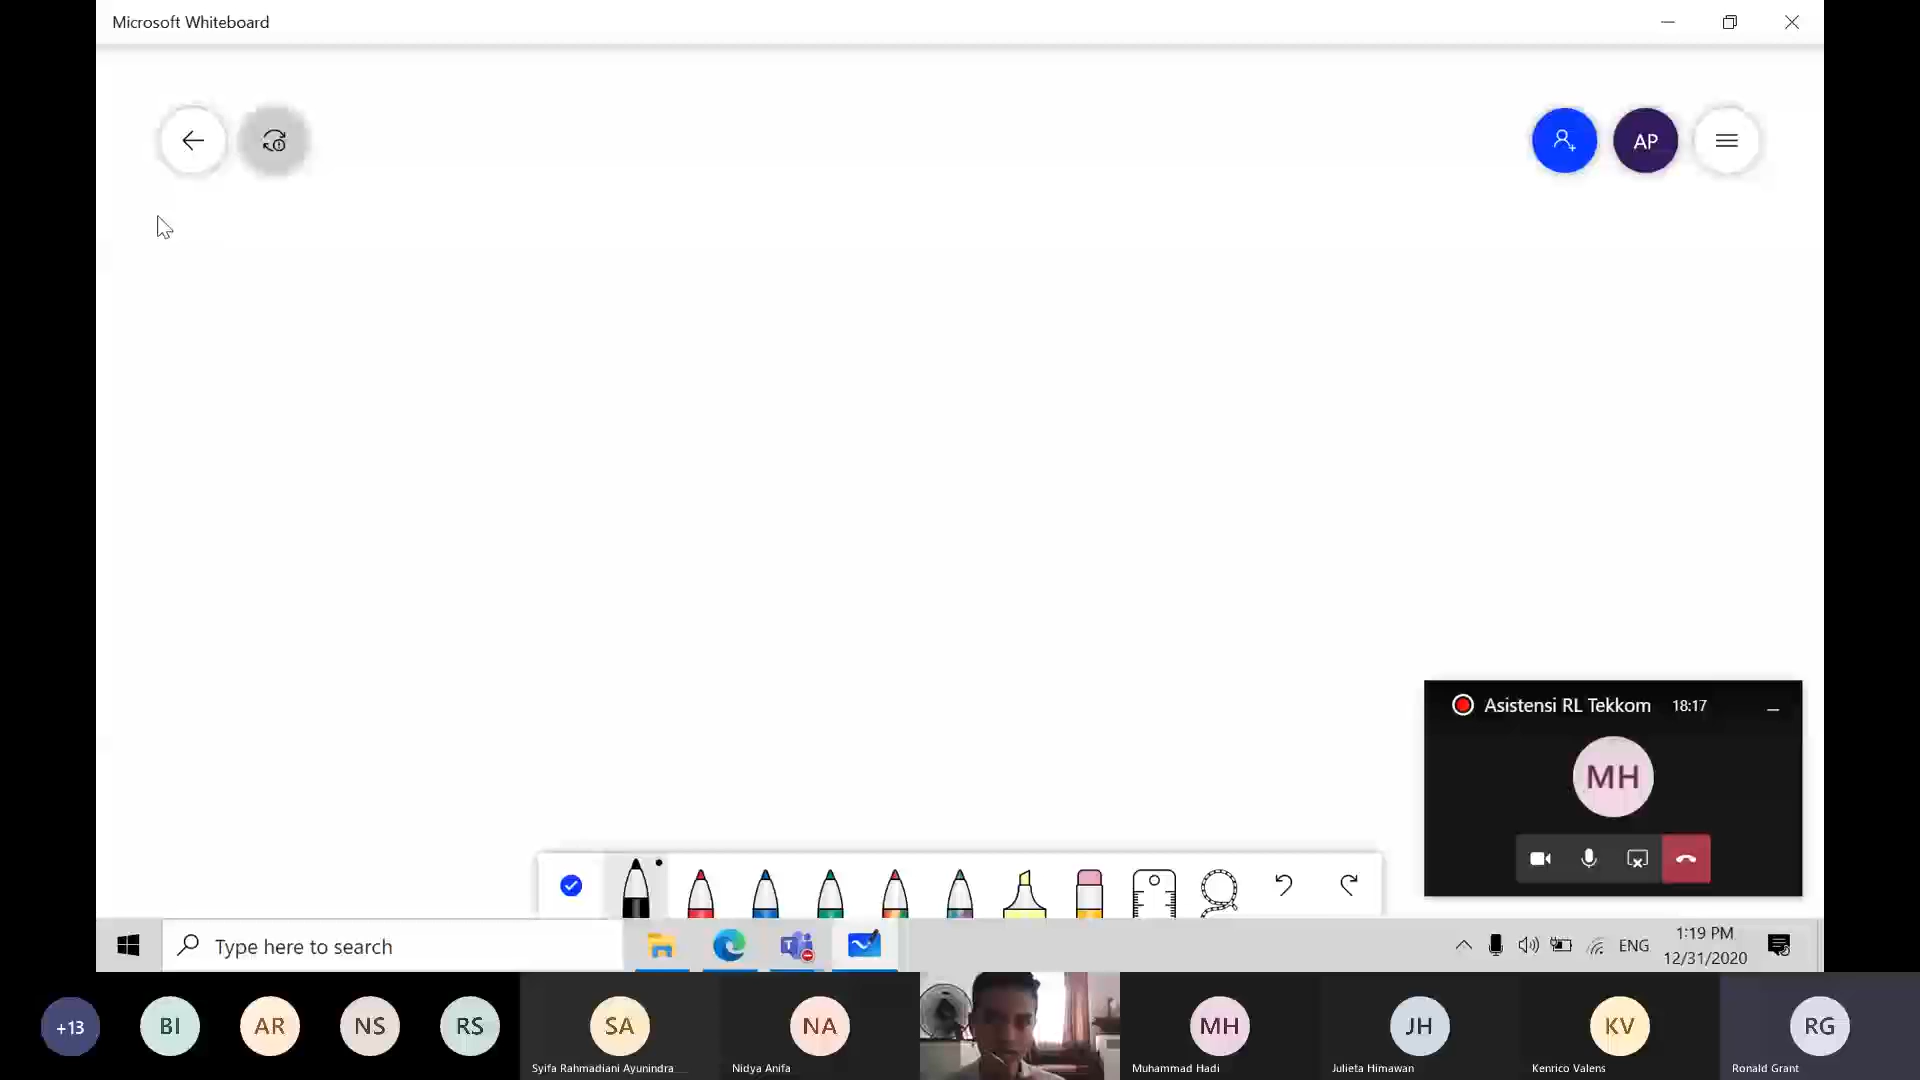 Microsoft Whiteboard
AP
Asistensi RL Tekkom 18:17
MH
Type here to search
ENG
1:19 PM
12/31/2020
+13
BI
AR
NS
RS
SA
NA
MH
JH
KV
RG
Syifa Rahmadiani Ayunindra...
Nidya Anifa
Muhammad Hadi
Julieta Himawan
Kenrico Valens
Ronald Grant